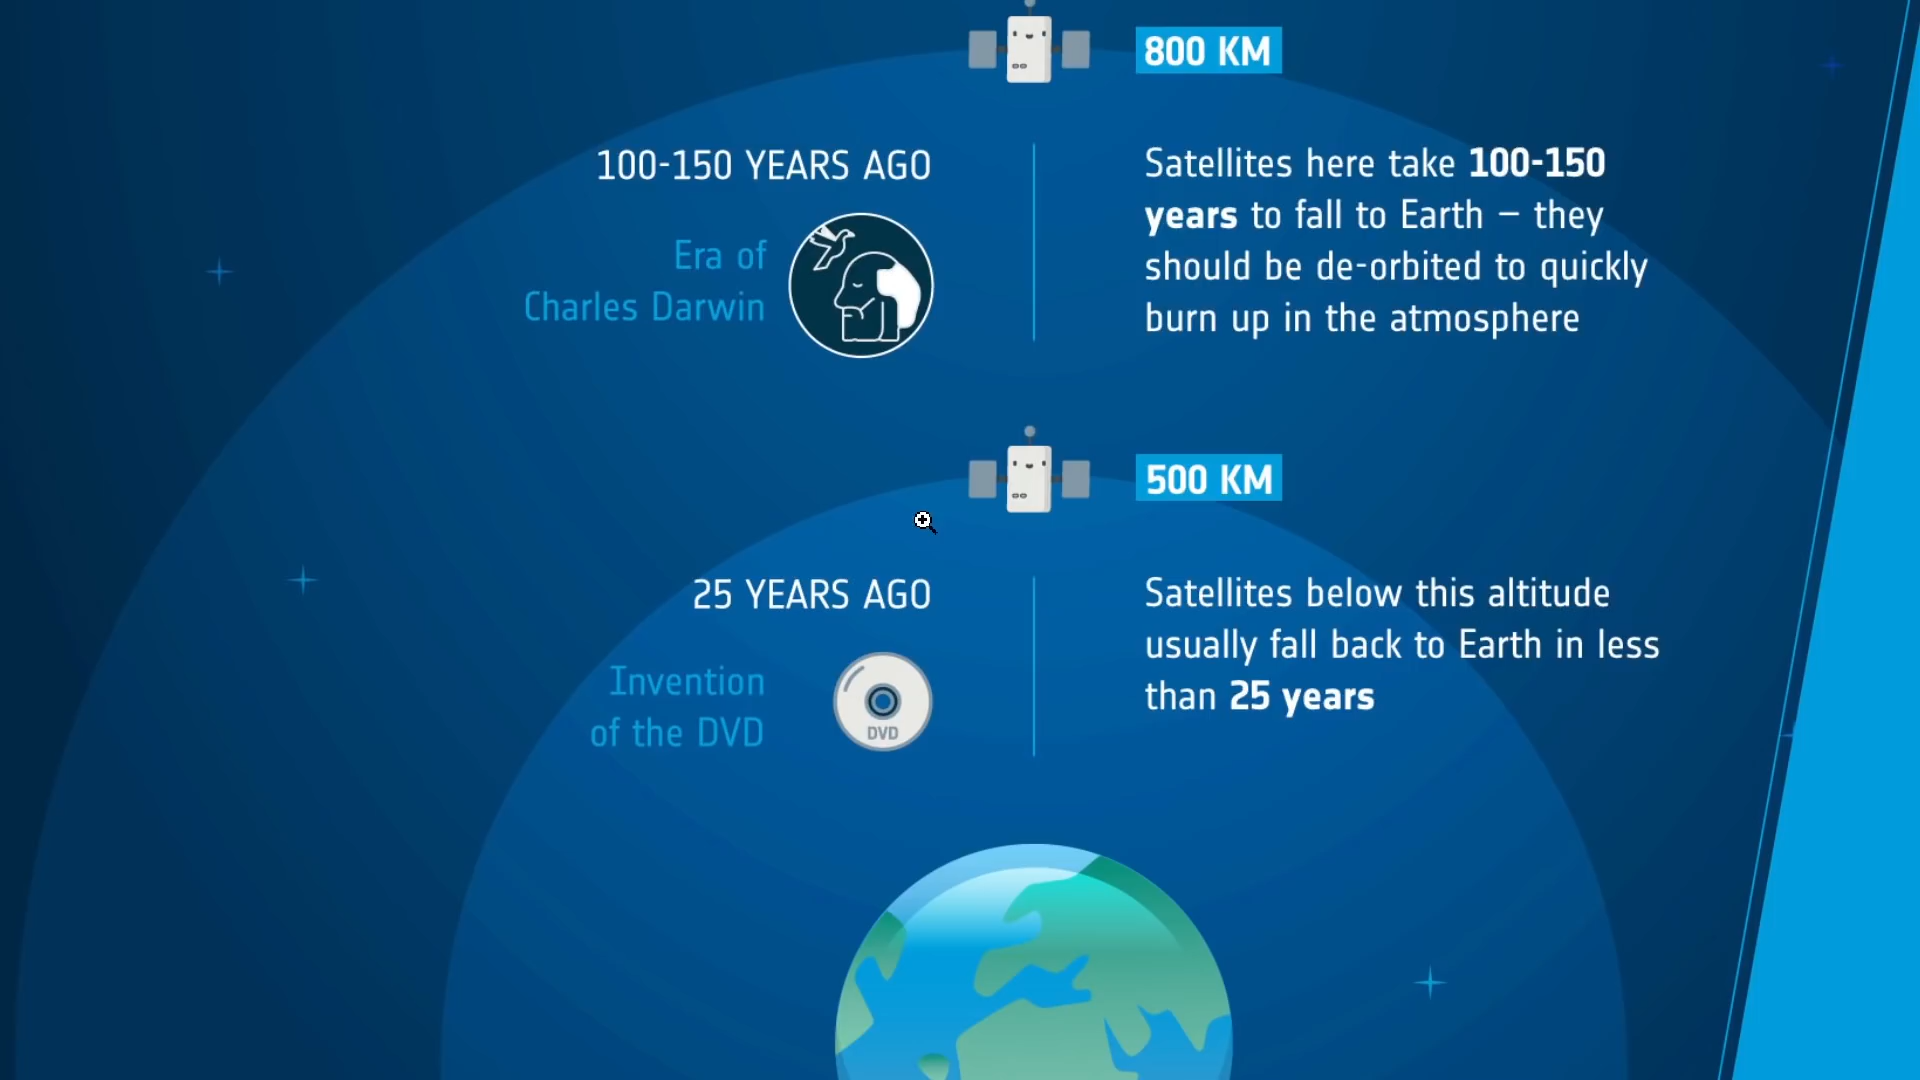 800 KM
100-150 YEARS AGO
Era of
Charles Darwin
Satellites here take 100-150
years to fall to Earth – they
should be de-orbited to quickly
burn up in the atmosphere
500 KM
25 YEARS AGO
Invention
of the DVD
DVD
Satellites below this altitude
usually fall back to Earth in less
than 25 years